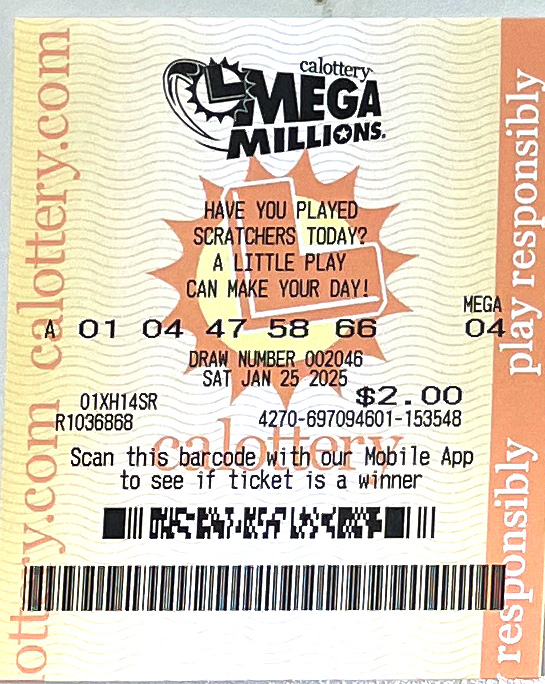 calottery
MEGA
MILLIONS.
HAVE YOU PLAYED
SCRATCHERS TODAY?
A LITTLE PLAY
CAN MAKE YOUR DAY!
MEGA
A 01 04 47 58 66 04
DRAW NUMBER 002046
SAT JAN 25 2025
$2.00
01XH14SR
R1036868 4270-697094601-153548
calottery
Scan this barcode with our Mobile App
to see if ticket is a winner
ottery.com calottery.com
play responsibly
responsibly